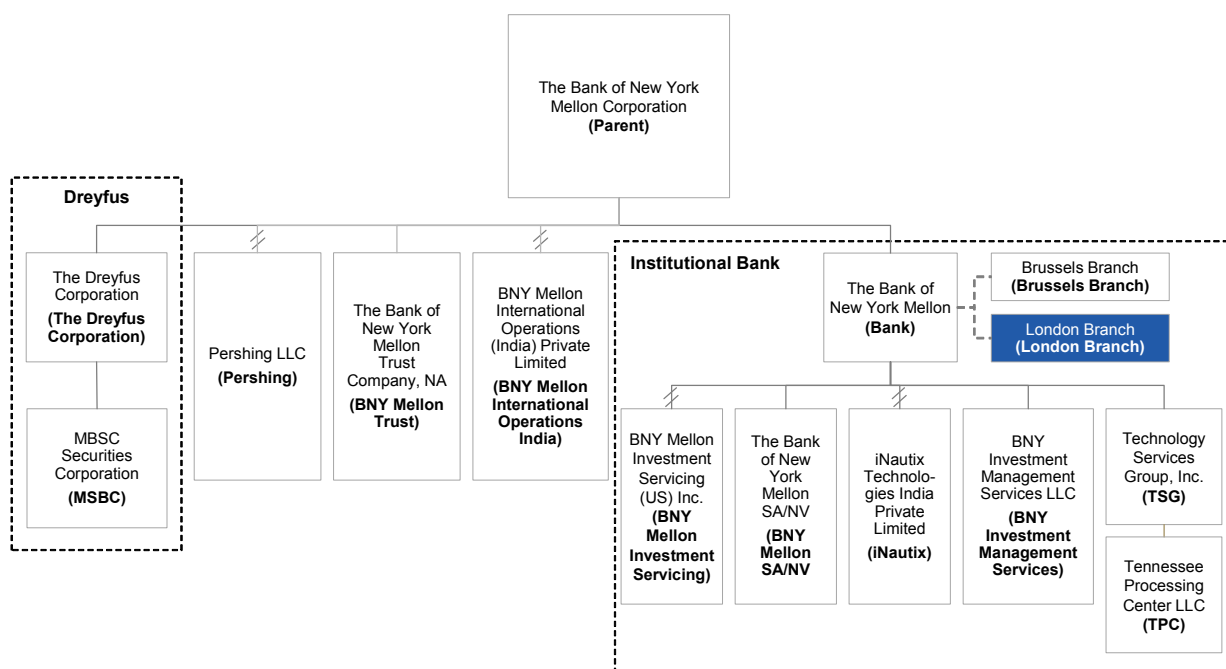 The Bank of New York
Mellon Corporation
(Parent)
Dreyfus
The Dreyfus
Corporation
(The Dreyfus
Corporation)
MBSC
Securities
Corporation
(MSBC)
Pershing LLC
(Pershing)
The Bank of
New York
Mellon
Trust
Company, NA
(BNY Mellon
Trust)
BNY Mellon
International
Operations
(India) Private
Limited
(BNY Mellon
International
Operations
India)
Institutional Bank
The Bank of
New York Mellon
(Bank)
Brussels Branch
(Brussels Branch)
London Branch
(London Branch)
BNY Mellon
Investment
Servicing
(US) Inc.
(BNY
Mellon
Investment
Servicing)
The Bank
of New
York
Mellon
SA/NV
(BNY
Mellon
SA/NV
iNautix
Technolo-
gies India
Private
Limited
(iNautix)
BNY
Investment
Management
Services LLC
(BNY
Investment
Management
Services)
Technology
Services
Group, Inc.
(TSG)
Tennessee
Processing
Center LLC
(TPC)